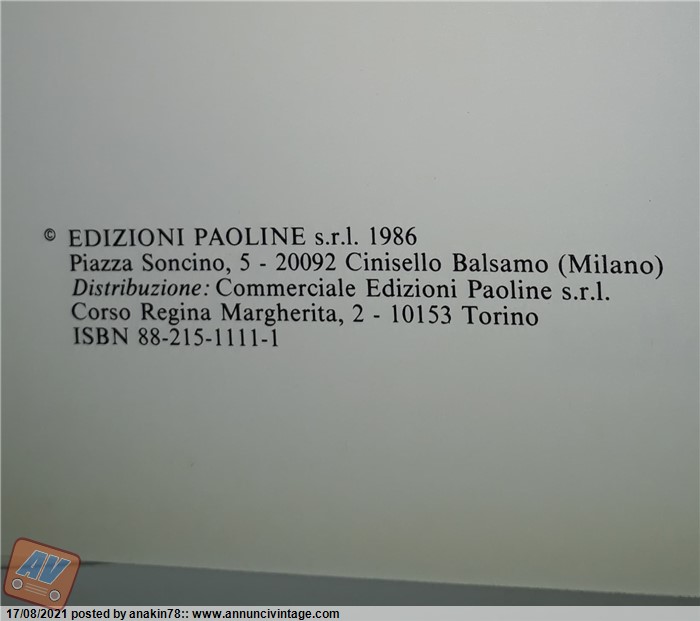 © EDIZIONI PAOLINE s.r.l. 1986
Piazza Soncino, 5 - 20092 Cinisello Balsamo (Milano)
Distribuzione: Commerciale Edizioni Paoline s.r.l.
Corso Regina Margherita, 2 - 10153 Torino
ISBN 88-215-1111-1
AV
17/08/2021 posted by anakin78:: www.annuncivintage.com